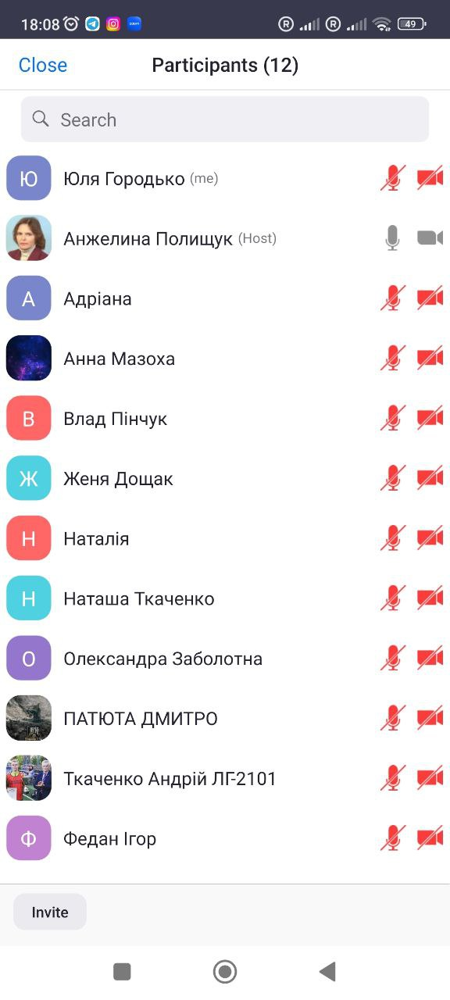 18:08 49
Close Participants (12)
Search
Ю Юля Городько (me)
Анжелина Полищук (Host)
А Адріана
Анна Мазоха
В Влад Пінчук
Ж Женя Дощак
Н Наталія
Н Наташа Ткаченко
О Олександра Заболотна
ПАТЮТА ДМИТРО
Ткаченко Андрій ЛГ-2101
Ф Федан Ігор
Invite